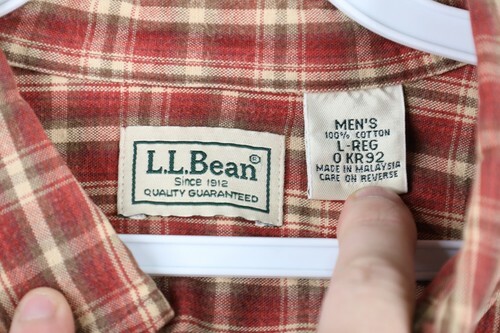 L.L.Bean®
Since 1912
QUALITY GUARANTEED
MEN'S
100% COTTON
L-REG
0 KR92
MADE IN MALAYSIA
CARE ON REVERSE